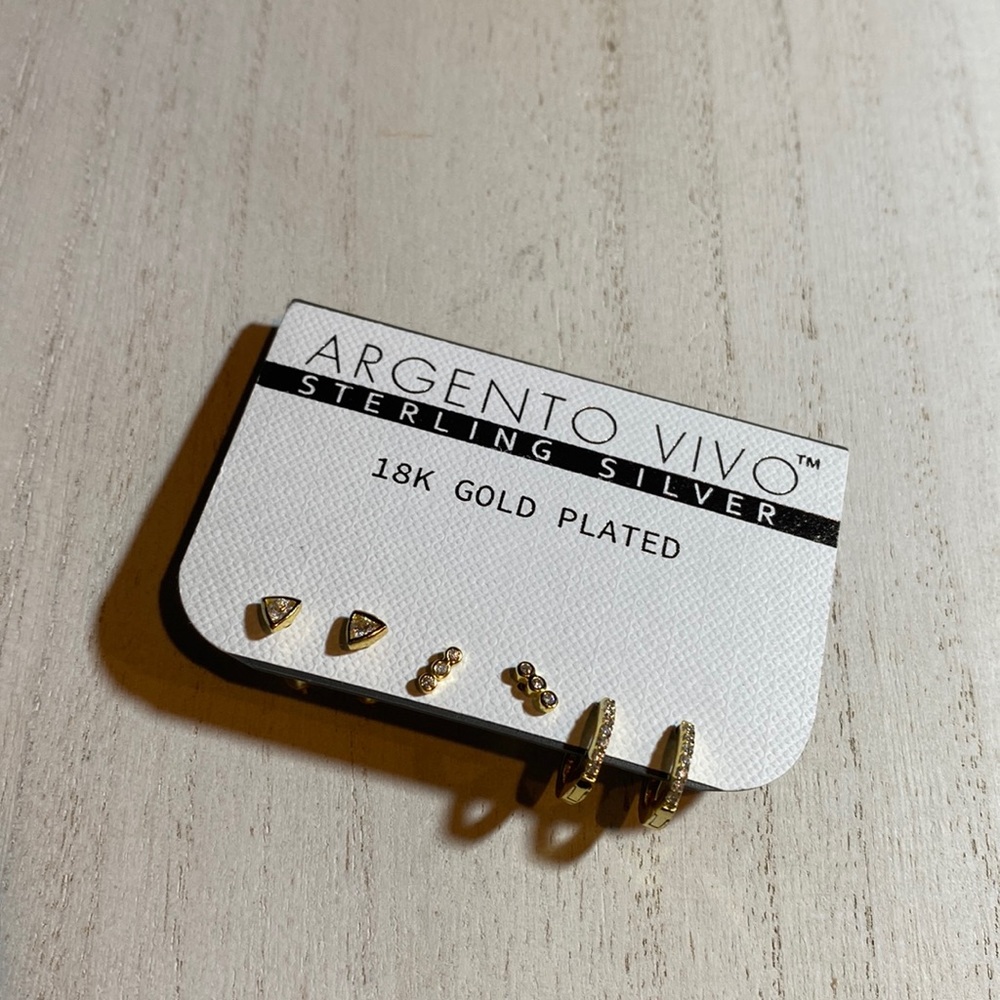 ARGENTO VIVO™
STERLING SILVER
18K GOLD PLATED